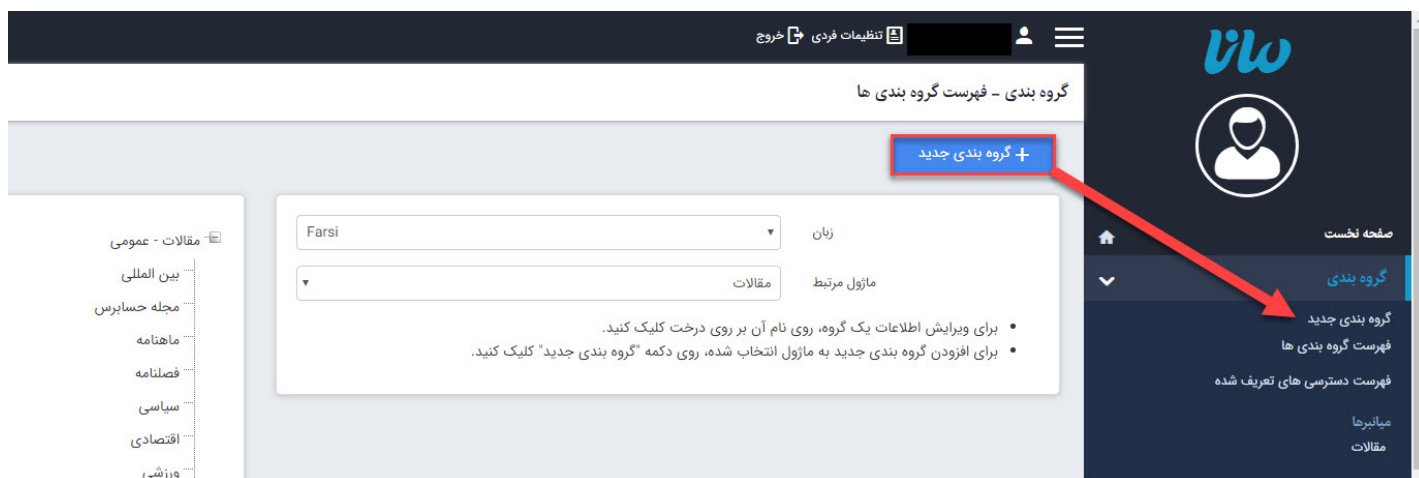 مانا
تنظیمات فردی خروج
گروه بندی - فهرست گروه بندی ها
+ گروه بندی جدید
زبان Farsi
ماژول مرتبط مقالات
برای ویرایش اطلاعات یک گروه، روی نام آن بر روی درخت کلیک کنید.
برای افزودن گروه بندی جدید به ماژول انتخاب شده، روی دکمه "گروه بندی جدید" کلیک کنید.
صفحه نخست
گروه بندی
گروه بندی جدید
فهرست گروه بندی ها
فهرست دسترسی های تعریف شده
میانبرها
مقالات
مقالات - عمومی
بین المللی
مجله حسابرس
ماهنامه
فصلنامه
سیاسی
اقتصادی
ورزشی